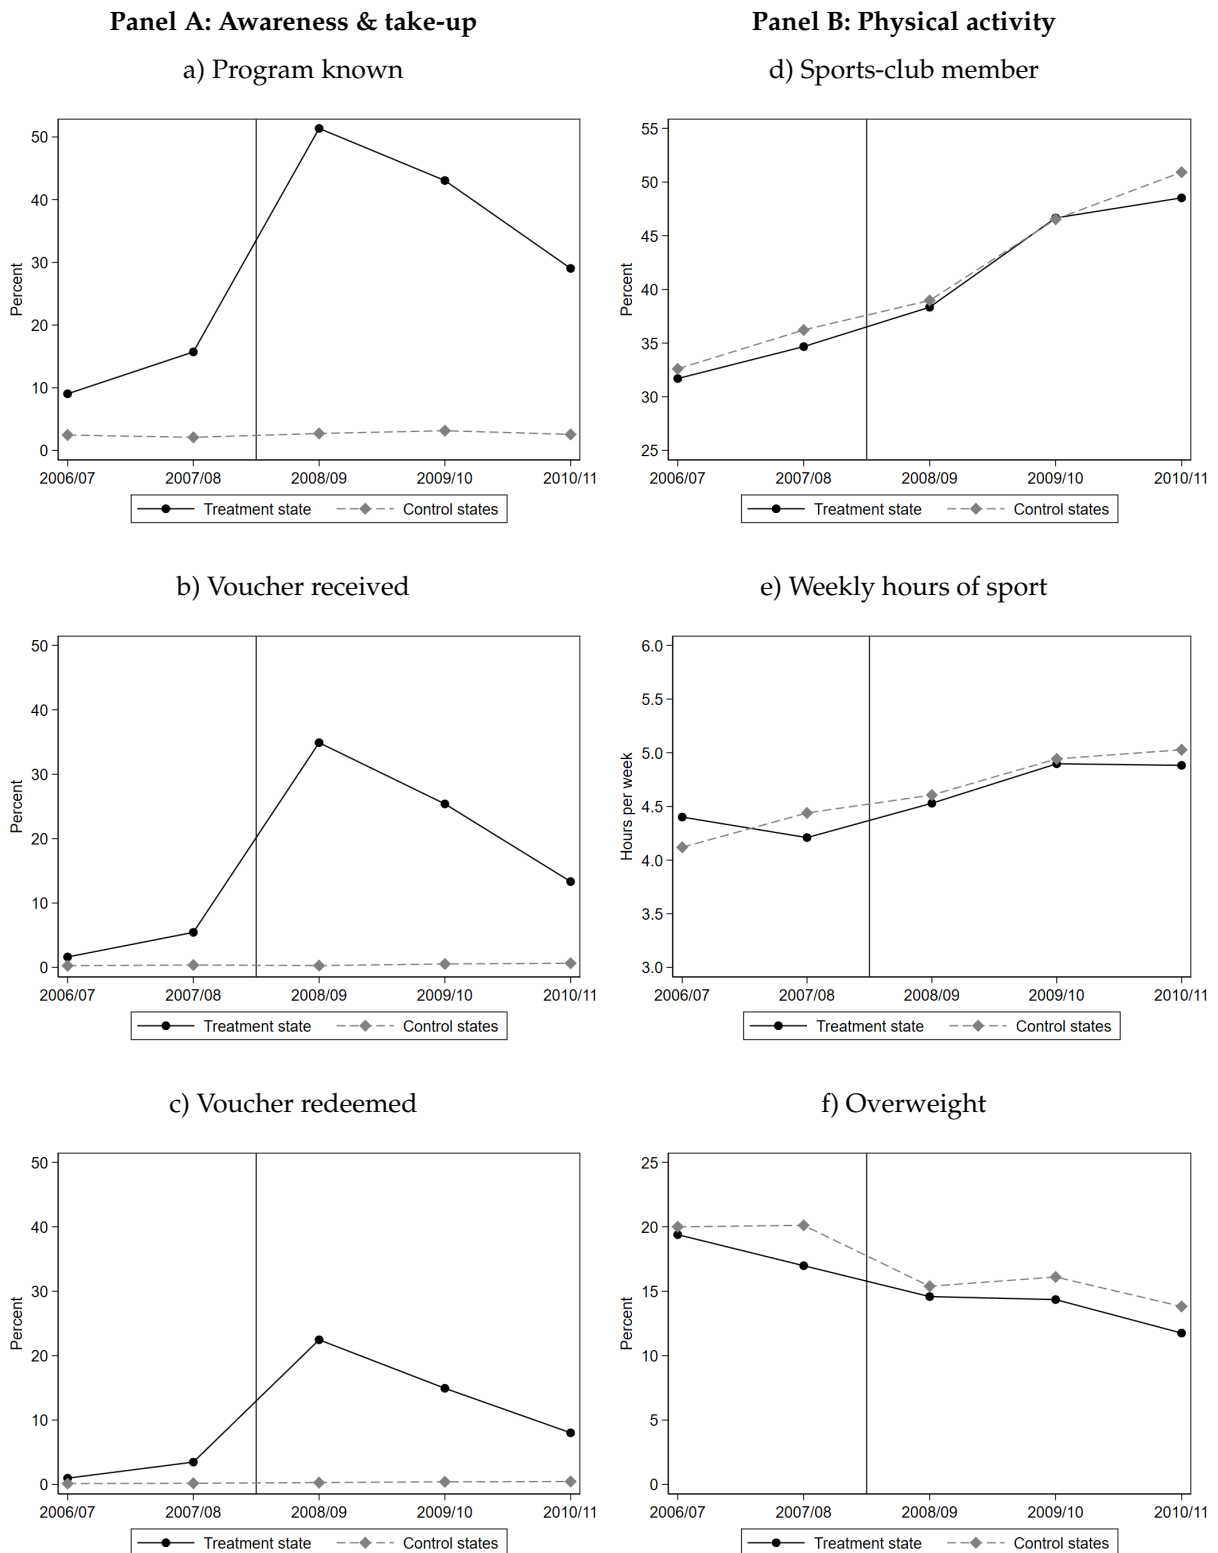 Panel A: Awareness & take-up
Panel B: Physical activity
a) Program known
50
40
30
20
10
0
Percent
2006/07 2007/08 2008/09 2009/10 2010/11
Treatment state Control states
d) Sports-club member
55
50
45
40
35
30
25
Percent
2006/07 2007/08 2008/09 2009/10 2010/11
Treatment state Control states
b) Voucher received
50
40
30
20
10
0
Percent
2006/07 2007/08 2008/09 2009/10 2010/11
Treatment state Control states
e) Weekly hours of sport
6.0
5.5
5.0
4.5
4.0
3.5
3.0
Hours per week
2006/07 2007/08 2008/09 2009/10 2010/11
Treatment state Control states
c) Voucher redeemed
50
40
30
20
10
0
Percent
2006/07 2007/08 2008/09 2009/10 2010/11
Treatment state Control states
f) Overweight
25
20
15
10
5
0
Percent
2006/07 2007/08 2008/09 2009/10 2010/11
Treatment state Control states